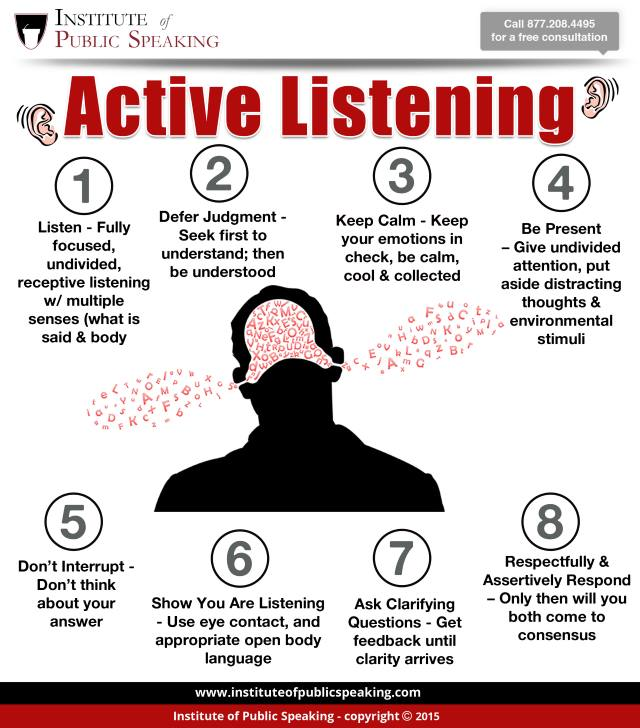 INSTITUTE of
PUBLIC SPEAKING
Call 877.208.4495
for a free consultation
Active Listening
1
Listen - Fully
focused,
undivided,
receptive listening
w/ multiple
senses (what is
said & body
2
Defer Judgment -
Seek first to
understand; then
be understood
3
Keep Calm - Keep
your emotions in
check, be calm,
cool & collected
4
Be Present
– Give undivided
attention, put
aside distracting
thoughts &
environmental
stimuli
5
Don't Interrupt -
Don't think
about your
answer
6
Show You Are Listening
- Use eye contact, and
appropriate open body
language
7
Ask Clarifying
Questions - Get
feedback until
clarity arrives
8
Respectfully &
Assertively Respond
– Only then will you
both come to
consensus
www.instituteofpublicspeaking.com
Institute of Public Speaking - copyright © 2015